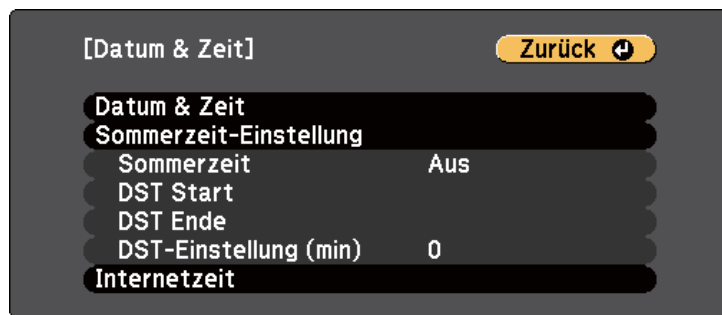 [Datum & Zeit] Zurück
Datum & Zeit
Sommerzeit-Einstellung
Sommerzeit Aus
DST Start
DST Ende
DST-Einstellung (min) 0
Internetzeit